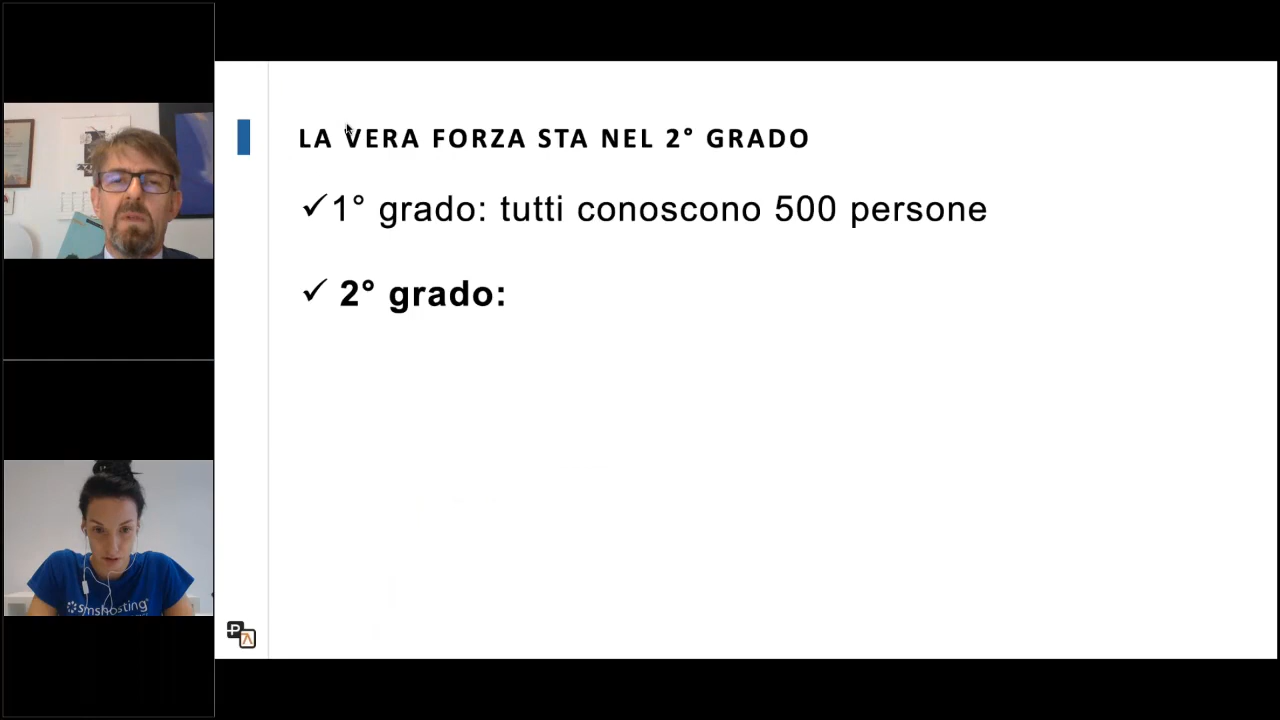 LA VERA FORZA STA NEL 2° GRADO
✓1° grado: tutti conoscono 500 persone
✓ 2° grado:
smshosting